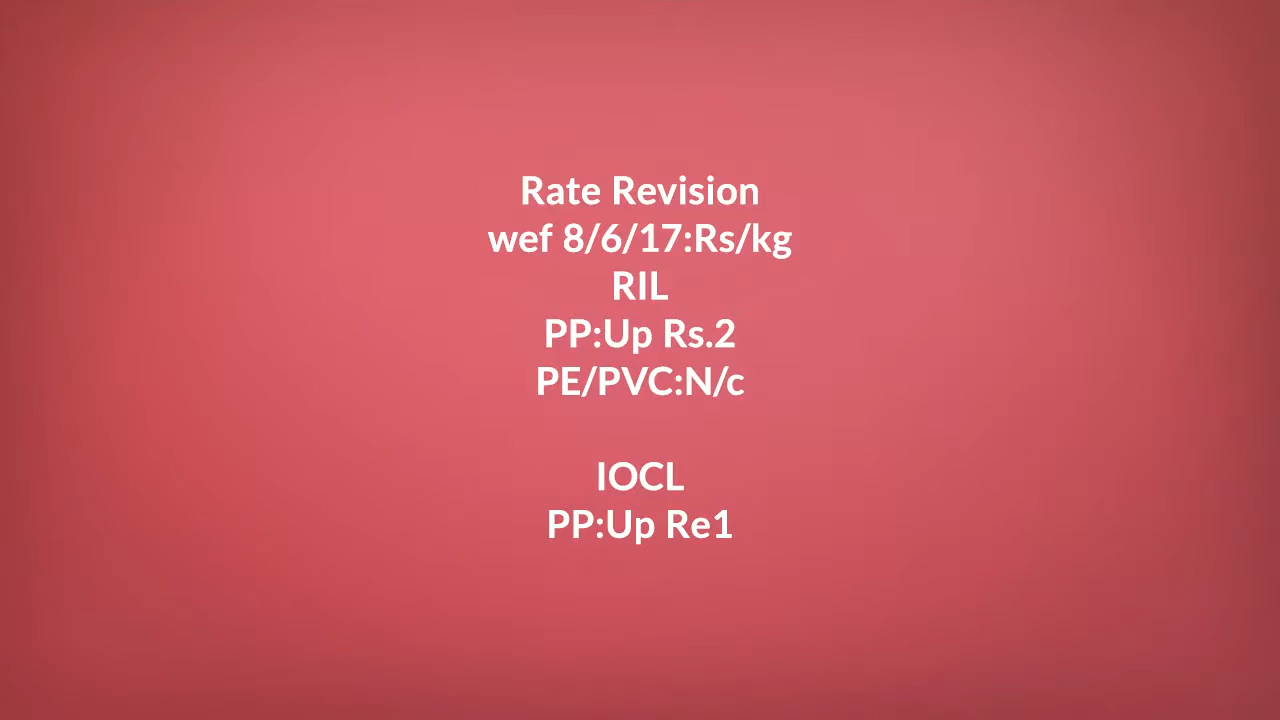 Rate Revision
wef 8/6/17:Rs/kg
RIL
PP:Up Rs.2
PE/PVC:N/c
IOCL
PP:Up Re1